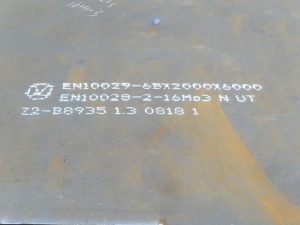 EN10029-6BX2000X6000
EN10028-2-16Mo3 N UT
Z2-B8935 1.3 0818 1